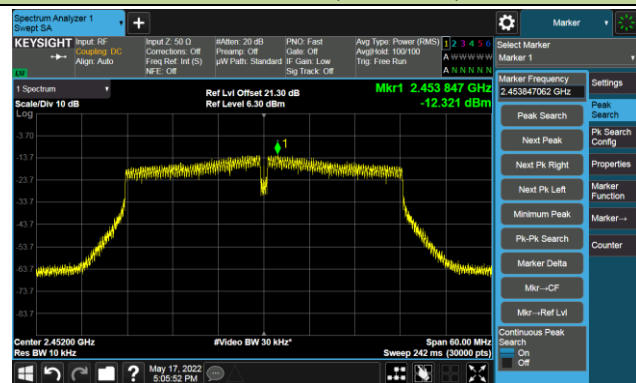 Spectrum Analyzer 1
Swept SA
+
Marker
KEYSIGHT
Input: RF
Coupling: DC
Align: Auto
Input Z: 50 Ω
Corrections: Off
Freq Ref: Int (S)
NFE: Off
#Atten: 20 dB
Preamp: Off
µW Path: Standard
PNO: Fast
Gate: Off
IF Gain: Low
Sig Track: Off
Avg Type: Power (RMS)
Avg|Hold: 100/100
Trig: Free Run
1 2 3 4 5 6
A W W W W W
A N N N N N
Select Marker
Marker 1
LW
1 Spectrum
Scale/Div 10 dB
Log
Ref Lvl Offset 21.30 dB
Ref Level 6.30 dBm
Mkr1 2.453 847 GHz
-12.321 dBm
-3.70
-13.7
-23.7
-33.7
-43.7
-53.7
-63.7
-73.7
-83.7
1
Center 2.45200 GHz
Res BW 10 kHz
#Video BW 30 kHz*
Span 60.00 MHz
Sweep 242 ms (30000 pts)
Marker Frequency
2.453847062 GHz
Peak Search
Next Peak
Next Pk Right
Next Pk Left
Minimum Peak
Pk-Pk Search
Marker Delta
Mkr→CF
Mkr→Ref Lvl
Continuous Peak
Search
On
Off
Settings
Peak
Search
Pk Search
Config
Properties
Marker
Function
Marker→
Counter
?
May 17, 2022
5:05:52 PM